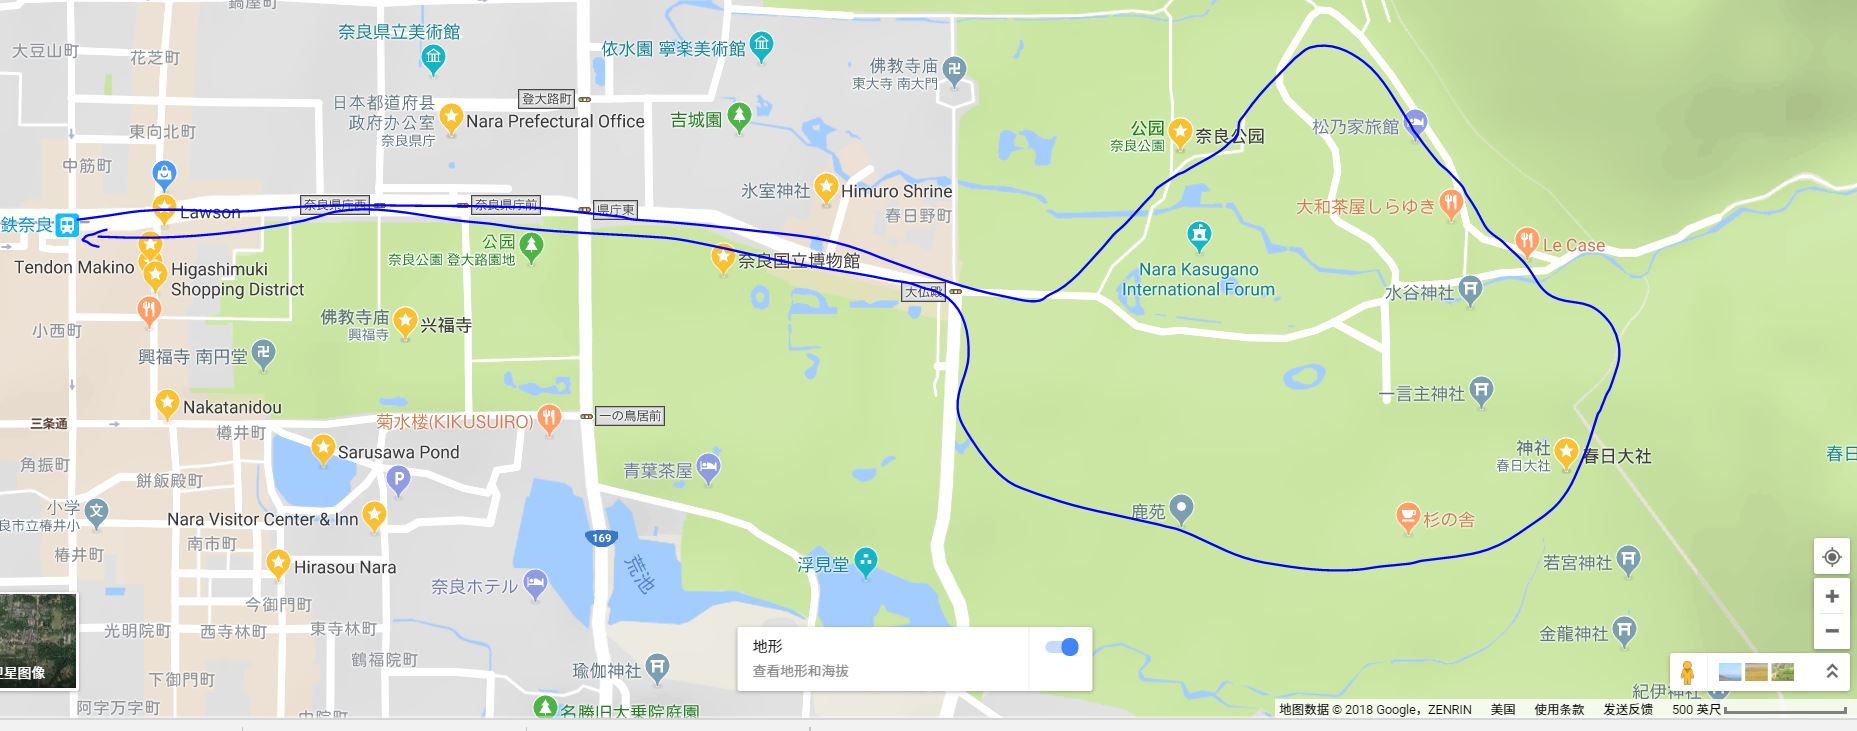 鍋屋町
奈良県立美術館
依水園 寧楽美術館
大豆山町
花芝町
佛教寺庙
東大寺 南大門
登大路町
日本都道府县
政府办公室
奈良県庁
Nara Prefectural Office
吉城園
公园
奈良公園
奈良公园
松乃家旅館
東向北町
中筋町
氷室神社
Himuro Shrine
春日野町
大和茶屋しらゆき
Lawson
奈良県庁西
奈良県庁前
県庁東
鉄奈良
公园
奈良公園 登大路園地
奈良国立博物館
Nara Kasugano
International Forum
Le Case
Tendon Makino
Higashimuki
Shopping District
大仏殿
水谷神社
小西町
佛教寺庙
興福寺
兴福寺
興福寺 南円堂
一言主神社
Nakatanidou
三条通
樽井町
菊水楼(KIKUSUIRO)
一の鳥居前
Sarusawa Pond
神社
春日大社
春日大社
春日
角振町
餅飯殿町
青葉茶屋
P
小学
良市立椿井小
文
Nara Visitor Center & Inn
鹿苑
杉の舎
南市町
椿井町
169
荒池
浮見堂
若宮神社
Hirasou Nara
奈良ホテル
今御門町
光明院町
西寺林町
東寺林町
金龍神社
地形
查看地形和海拔
鶴福院町
瑜伽神社
卫星图像
下御門町
紀伊神社
阿字万字町
中院町
名勝旧大乗院庭園
地图数据 © 2018 Google，ZENRIN
美国
使用条款
发送反馈
500 英尺